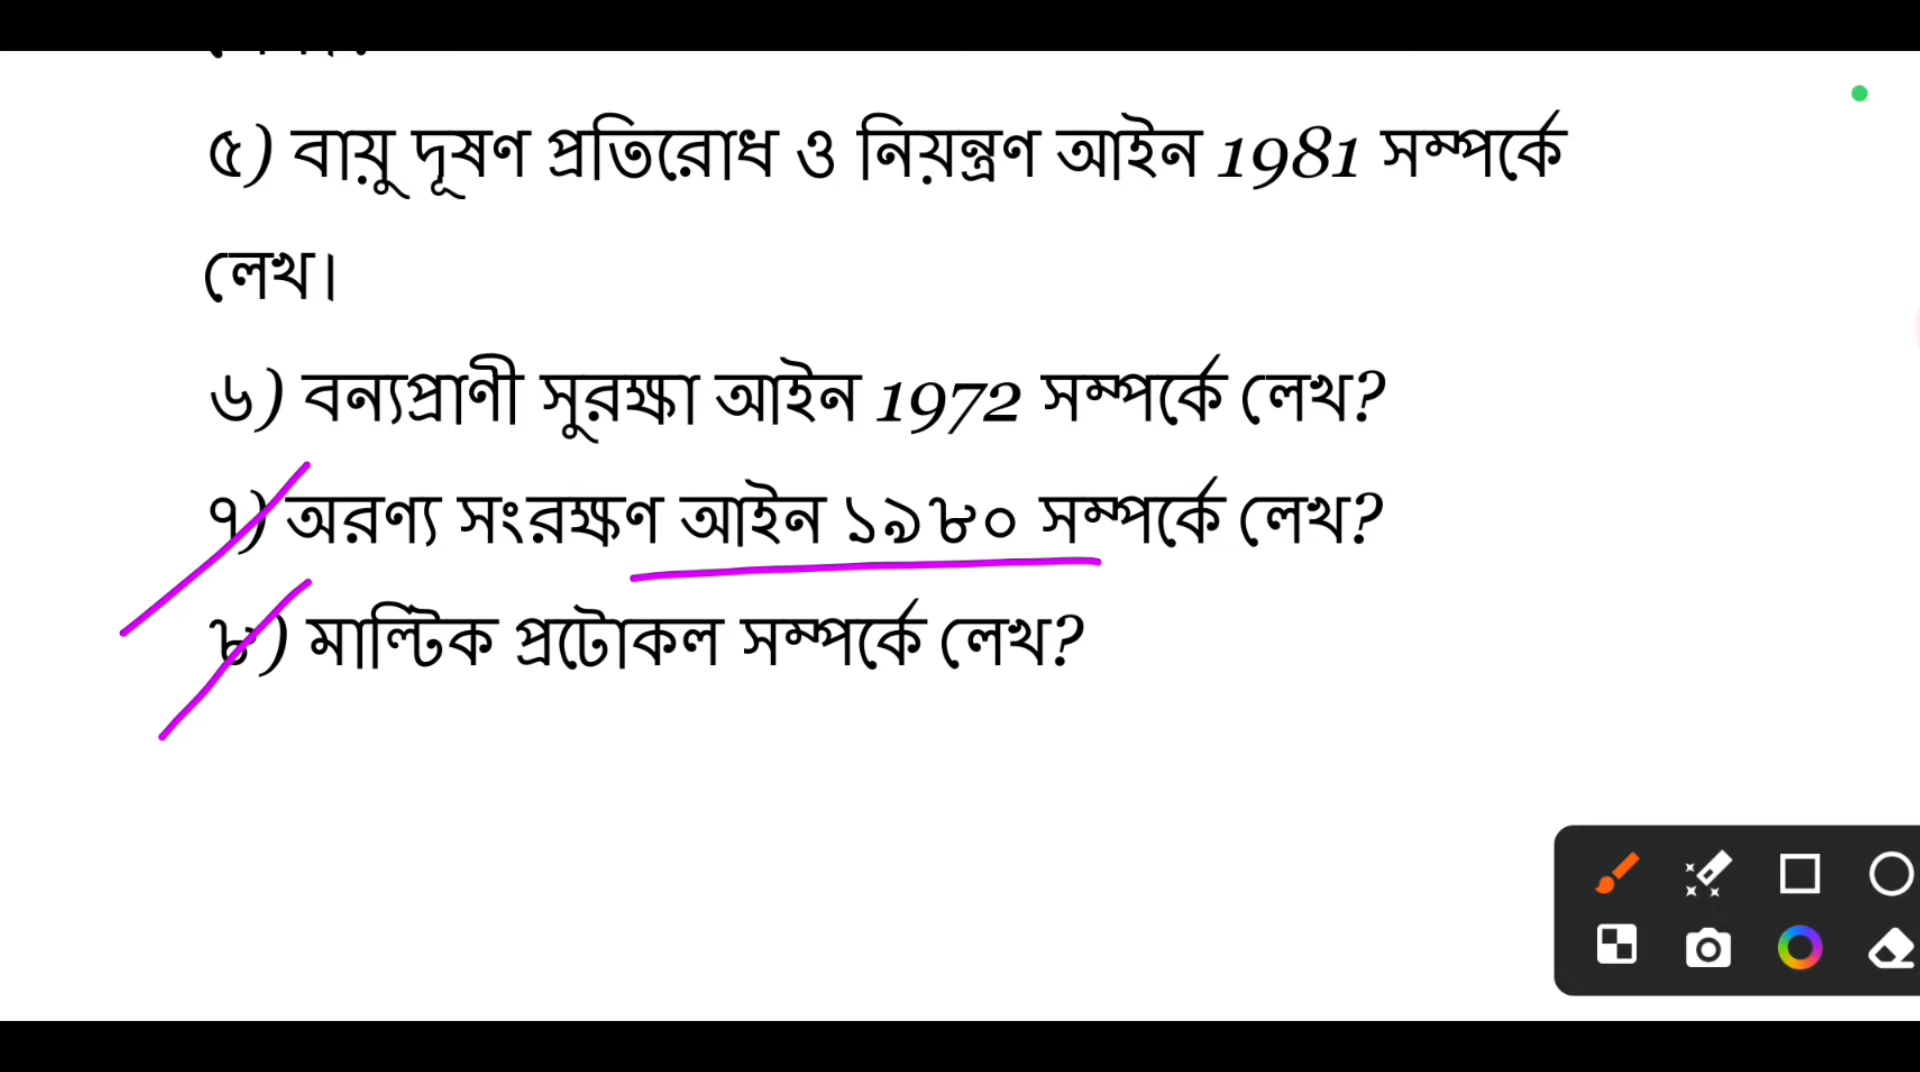 ৫) বায়ু দূষণ প্রতিরোধ ও নিয়ন্ত্রণ আইন 1981 সম্পর্কে
লেখ।
৬) বন্যপ্রাণী সুরক্ষা আইন 1972 সম্পর্কে লেখ?
৭) অরণ্য সংরক্ষণ আইন ১৯৮০ সম্পর্কে লেখ?
৮) মাল্টিক প্রটোকল সম্পর্কে লেখ?